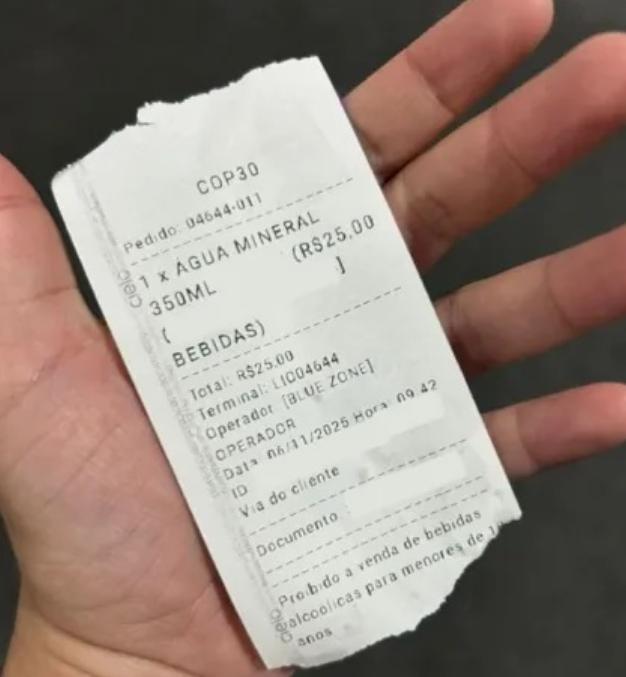 COP30
Pedido: 04644-011
1 x AGUA MINERAL (R$25,00
350ML ]
(
BEBIDAS)
Total: R$25.00
Terminal: LIO04644
Operador [BLUE ZONE]
OPERADOR
Data 06/11/2025 Hora: 09:42
ID
Via do cliente
Documento
Proibido a venda de bebidas
alcoólicas para menores de
anos
cielo
cielo